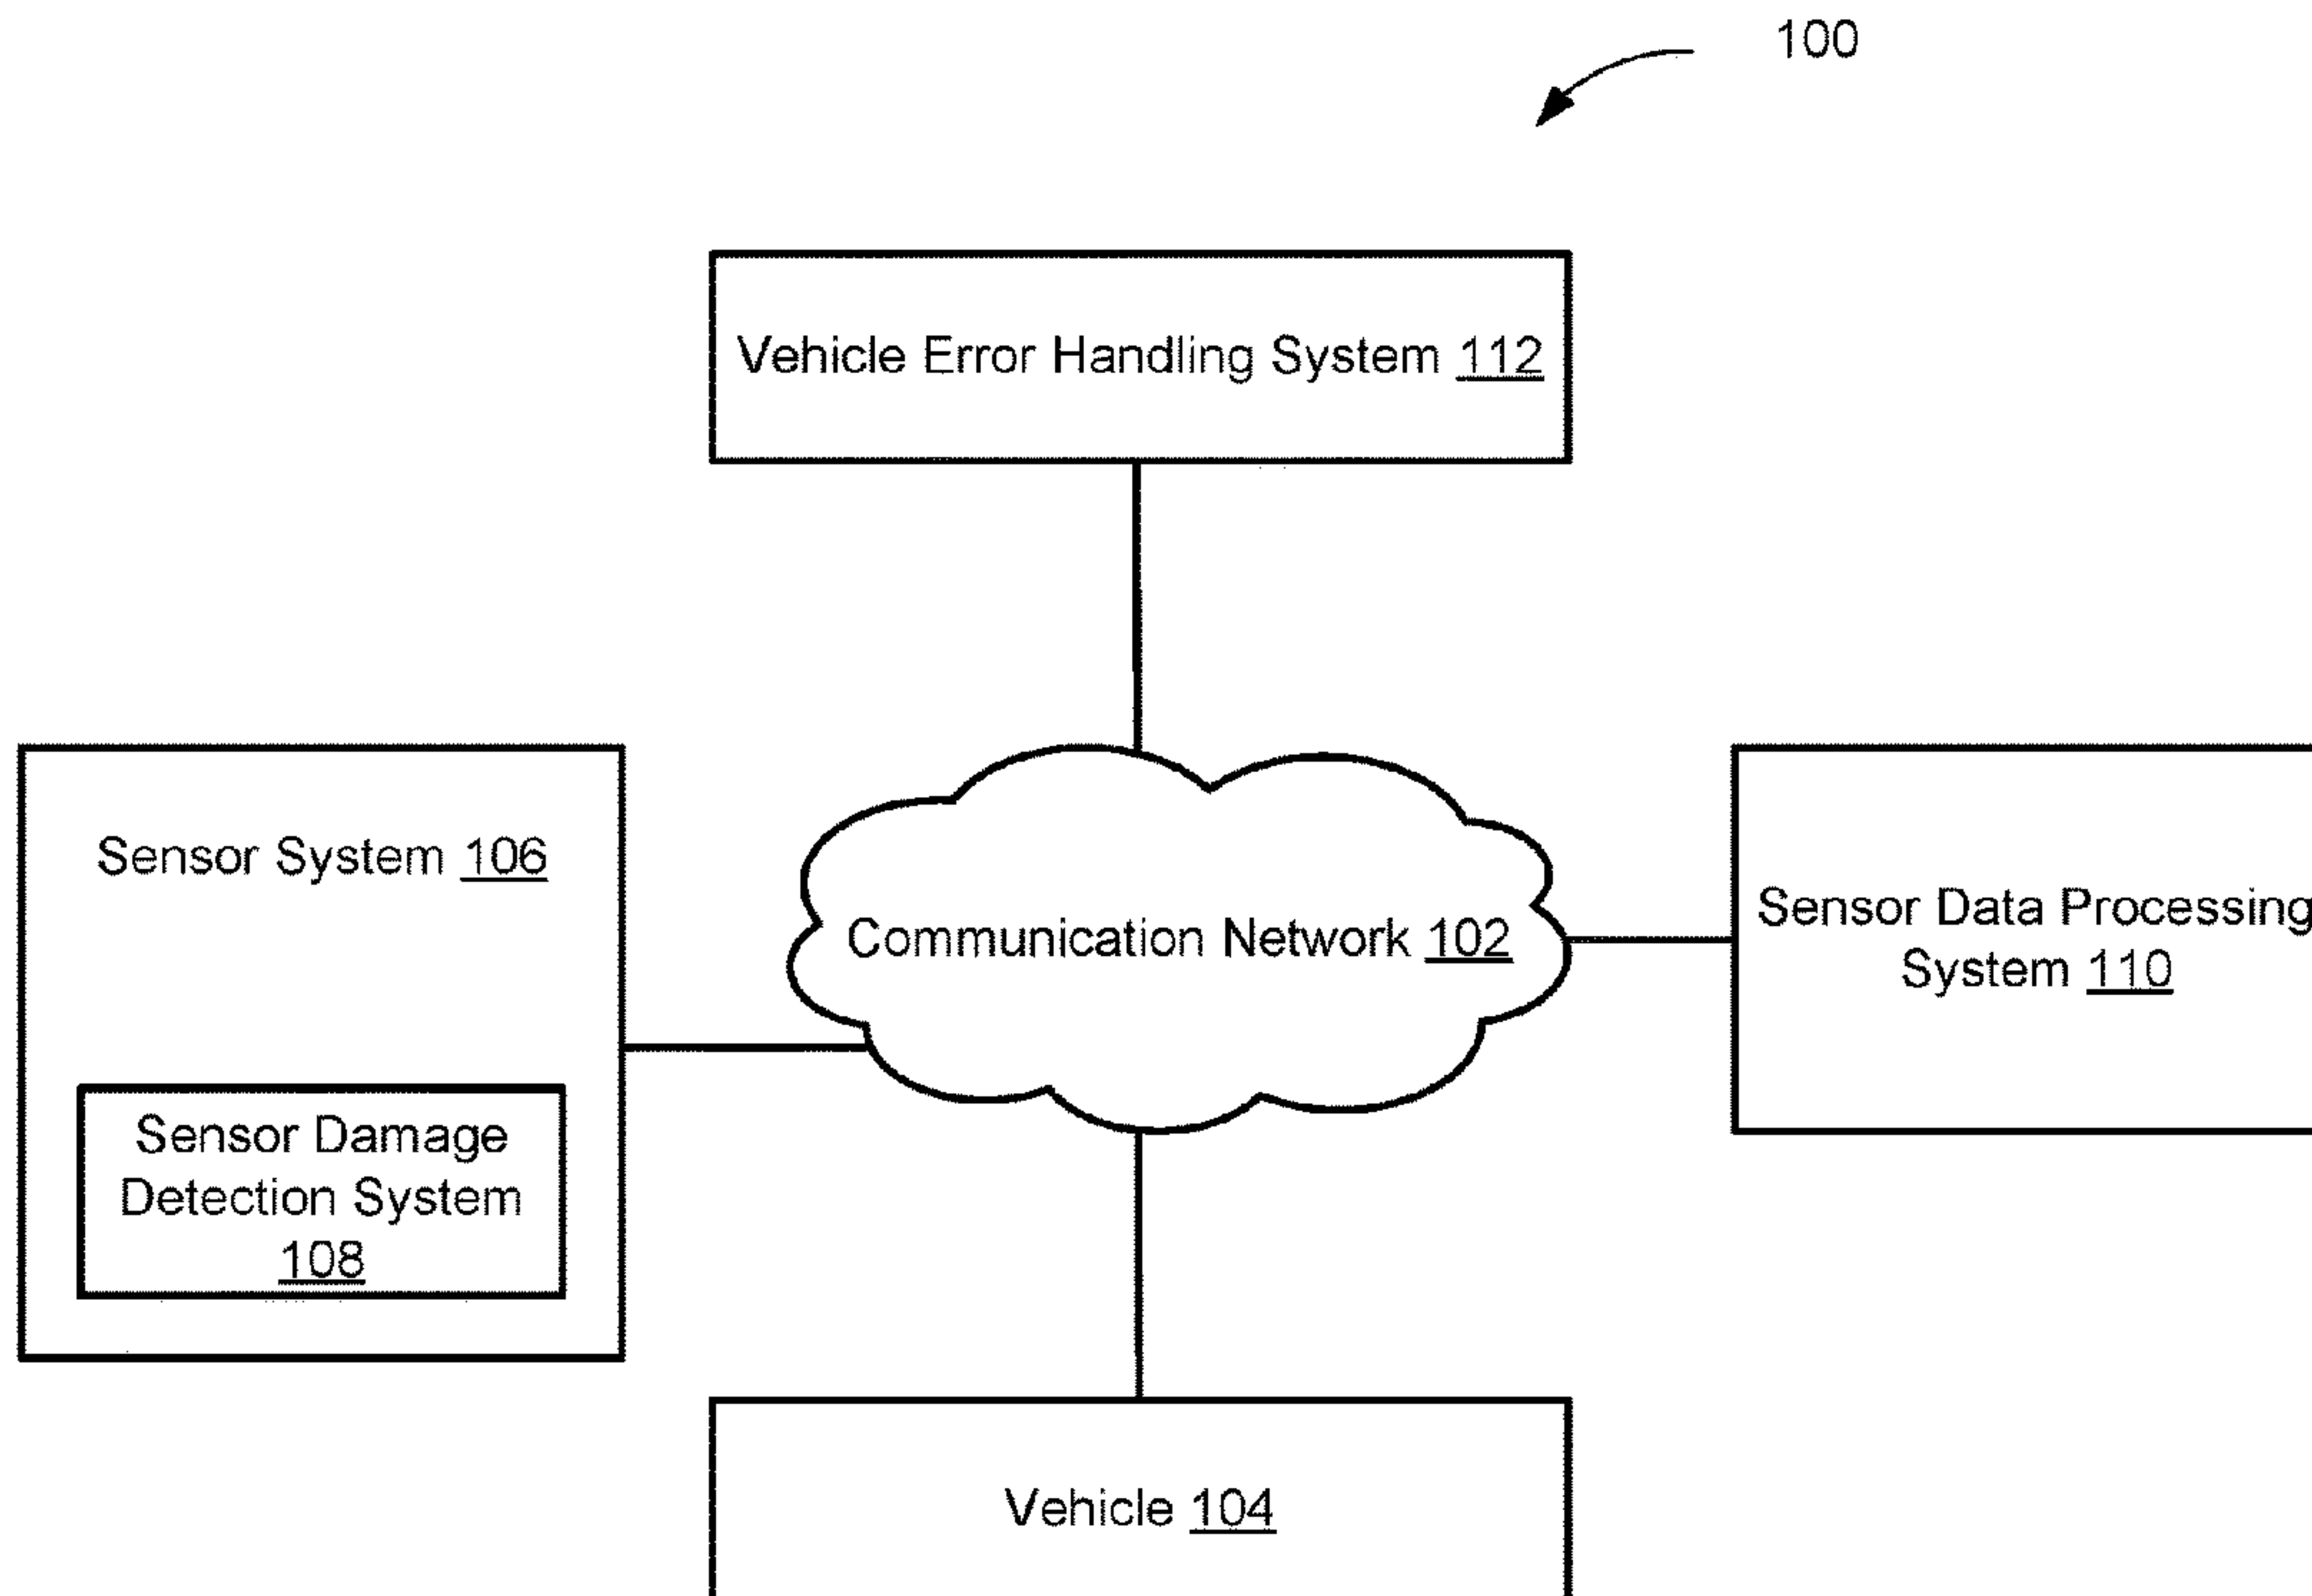 100
Vehicle Error Handling System 112
Sensor System 106
Sensor Damage
Detection System
108
Communication Network 102
Sensor Data Processing
System 110
Vehicle 104